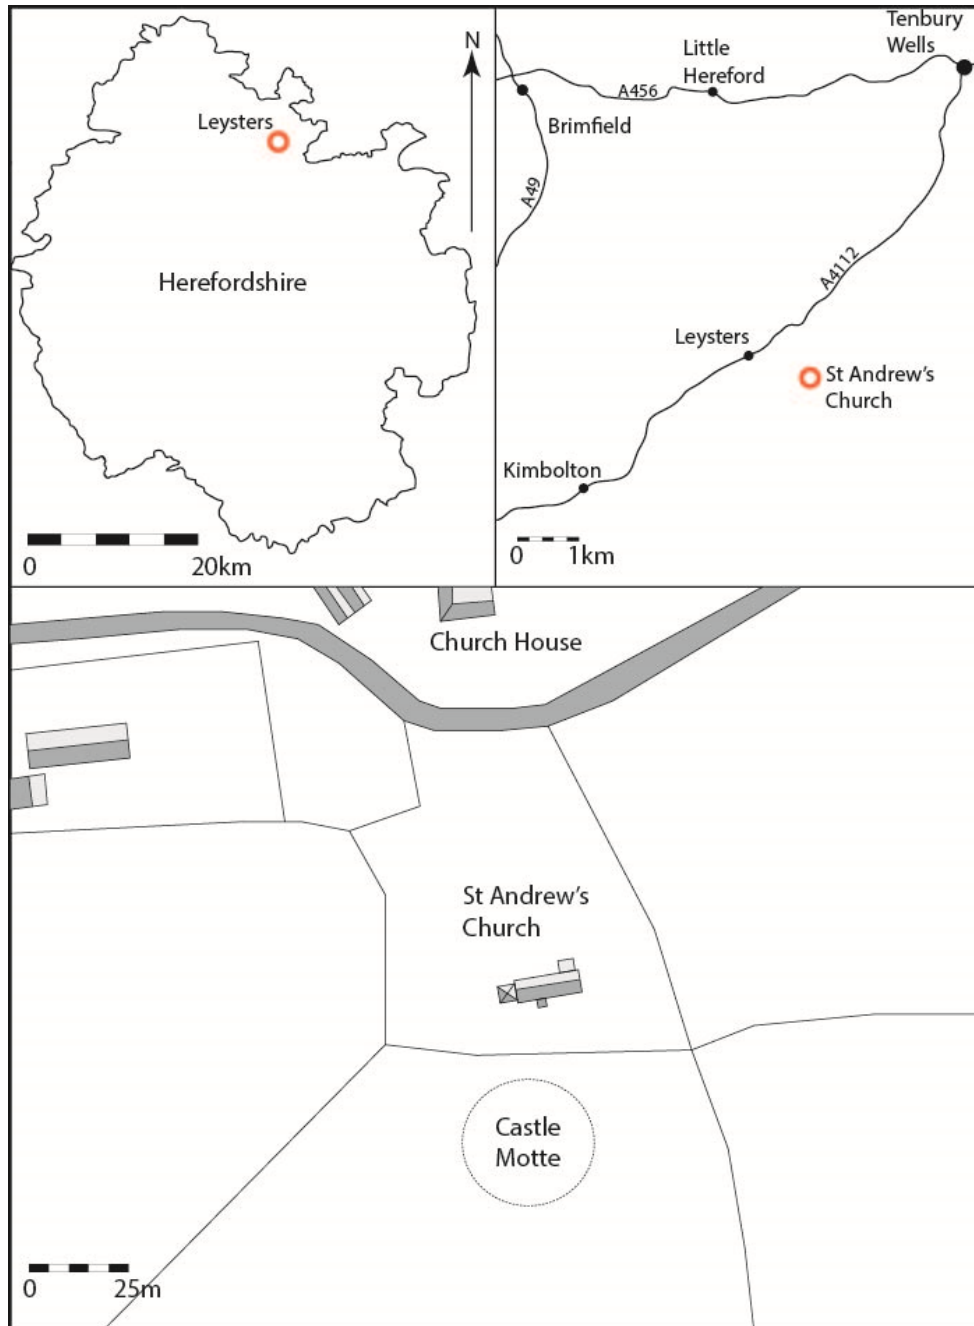 Leysters
N
Herefordshire
0
20km
Tenbury
Wells
Little
Hereford
A456
Brimfield
A49
A4112
Leysters
St Andrew's
Church
Kimbolton
0
1km
Church House
St Andrew's
Church
Castle
Motte
0
25m